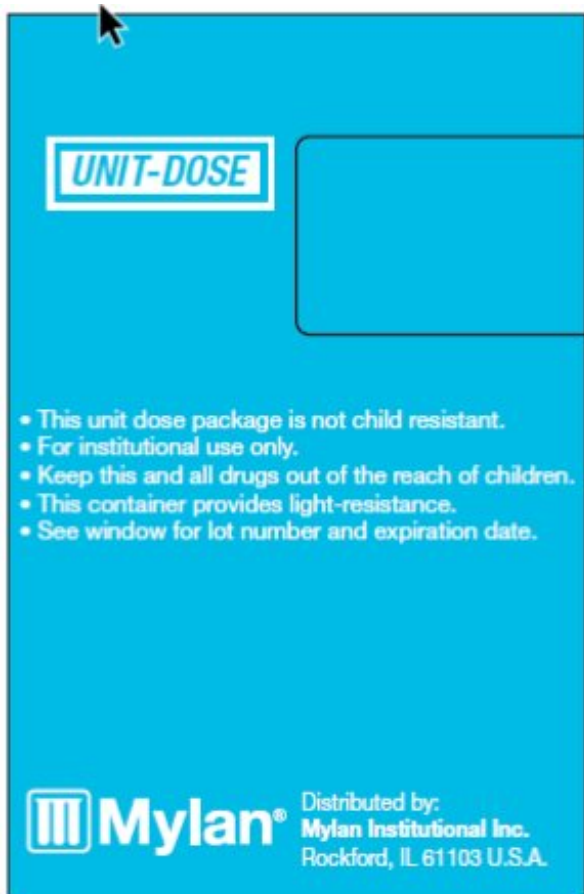 UNIT-DOSE
• This unit dose package is not child resistant.
• For institutional use only.
• Keep this and all drugs out of the reach of children.
• This container provides light-resistance.
• See window for lot number and expiration date.
Mylan®
Distributed by:
Mylan Institutional Inc.
Rockford, IL 61103 U.S.A.